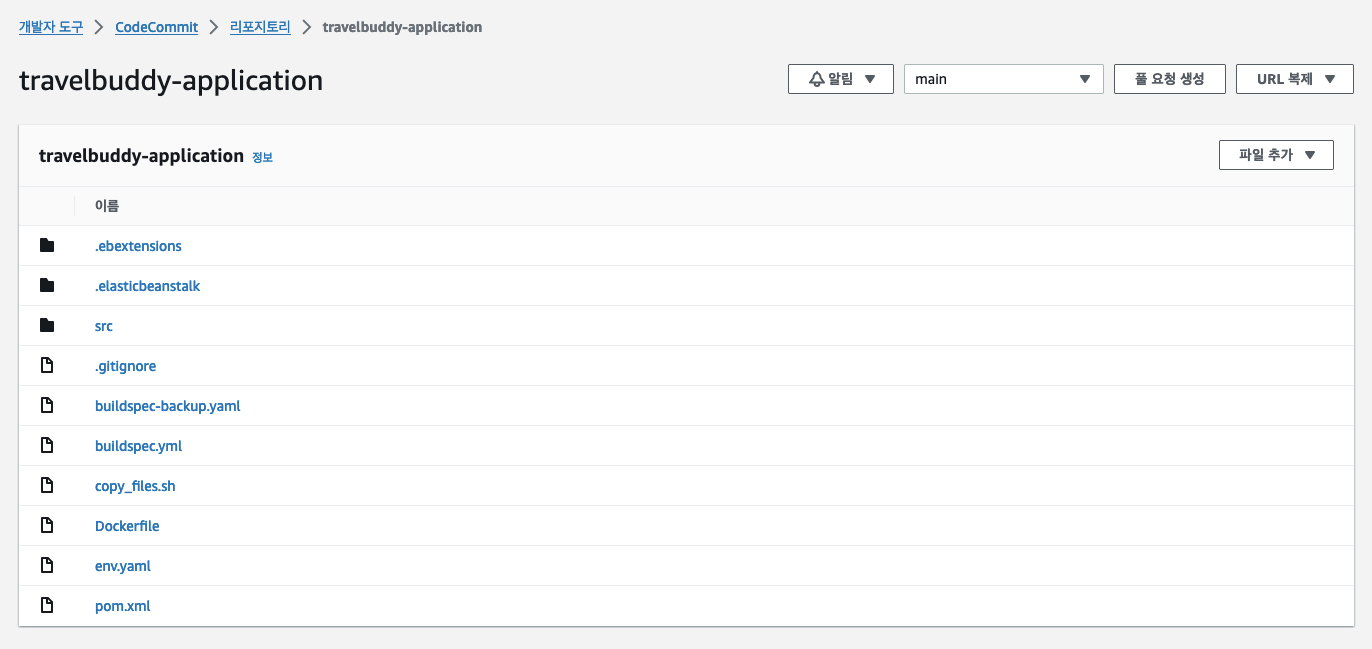 개발자 도구 > CodeCommit > 리포지토리 > travelbuddy-application
travelbuddy-application
알림 ▼ main ▼ 풀 요청 생성 URL 복제 ▼
travelbuddy-application 정보
파일 추가 ▼
이름
.ebextensions
.elasticbeanstalk
src
.gitignore
buildspec-backup.yaml
buildspec.yml
copy_files.sh
Dockerfile
env.yaml
pom.xml